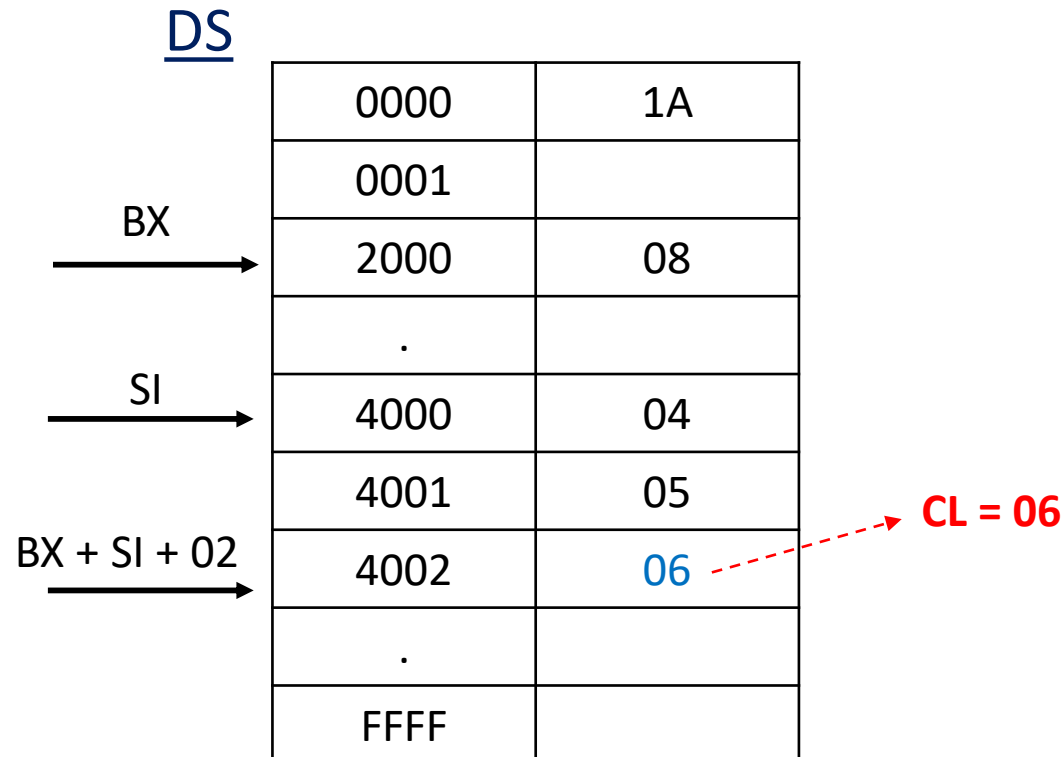 DS
0000 1A
0001
BX
2000 08
.
SI
4000 04
4001 05
CL = 06
BX + SI + 02
4002 06
.
FFFF